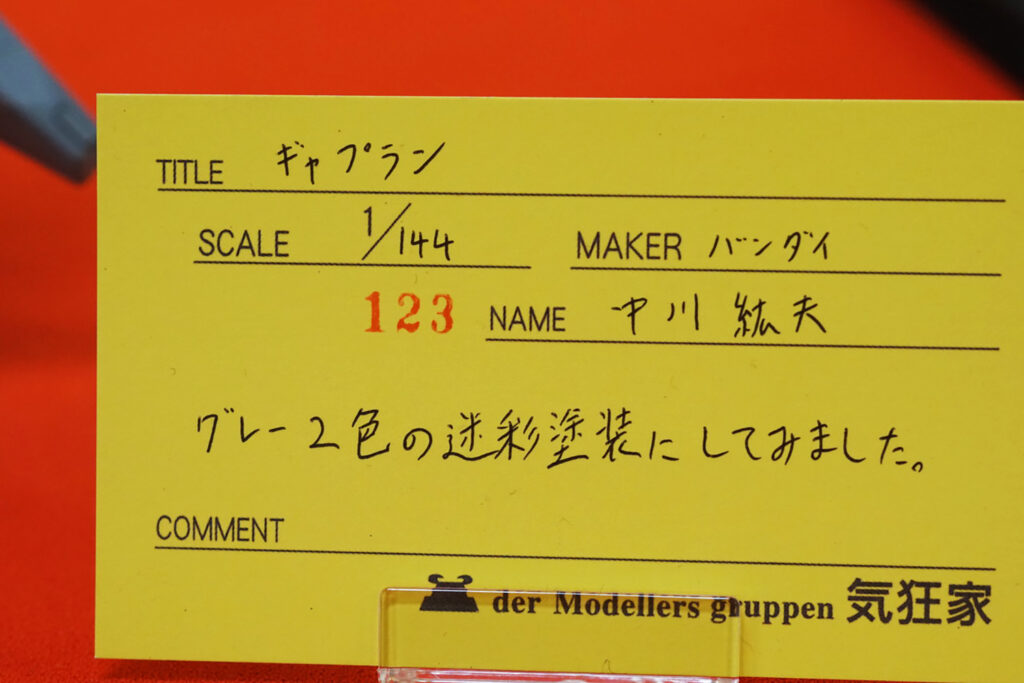 TITLE ギャプラン
SCALE 1/144 MAKER バンダイ
123 NAME 中川 紘夫
グレー2色の迷彩塗装にしてみました。
COMMENT
der Modellers gruppen 気狂家